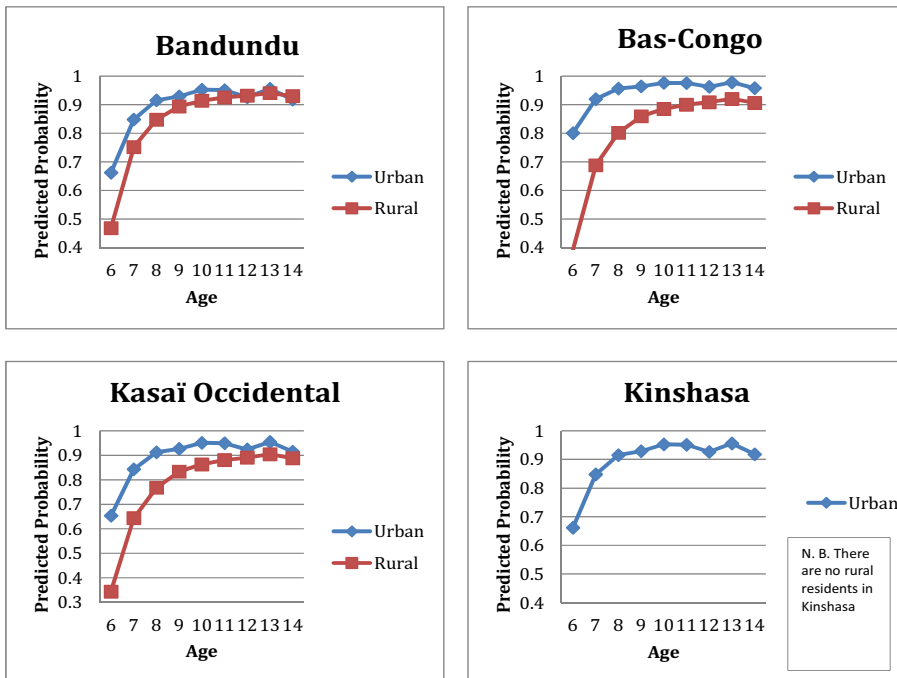 Bandundu
Predicted Probability
1
0.9
0.8
0.7
0.6
0.5
0.4
6 7 8 9 10 11 12 13 14
Age
Urban
Rural
Bas-Congo
Predicted Probability
1
0.9
0.8
0.7
0.6
0.5
0.4
6 7 8 9 10 11 12 13 14
Age
Urban
Rural
Kasaï Occidental
Predicted Probability
1
0.9
0.8
0.7
0.6
0.5
0.4
0.3
6 7 8 9 10 11 12 13 14
Age
Urban
Rural
Kinshasa
Predicted Probability
1
0.9
0.8
0.7
0.6
0.5
0.4
6 7 8 9 10 11 12 13 14
Age
Urban
N. B. There
are no rural
residents in
Kinshasa